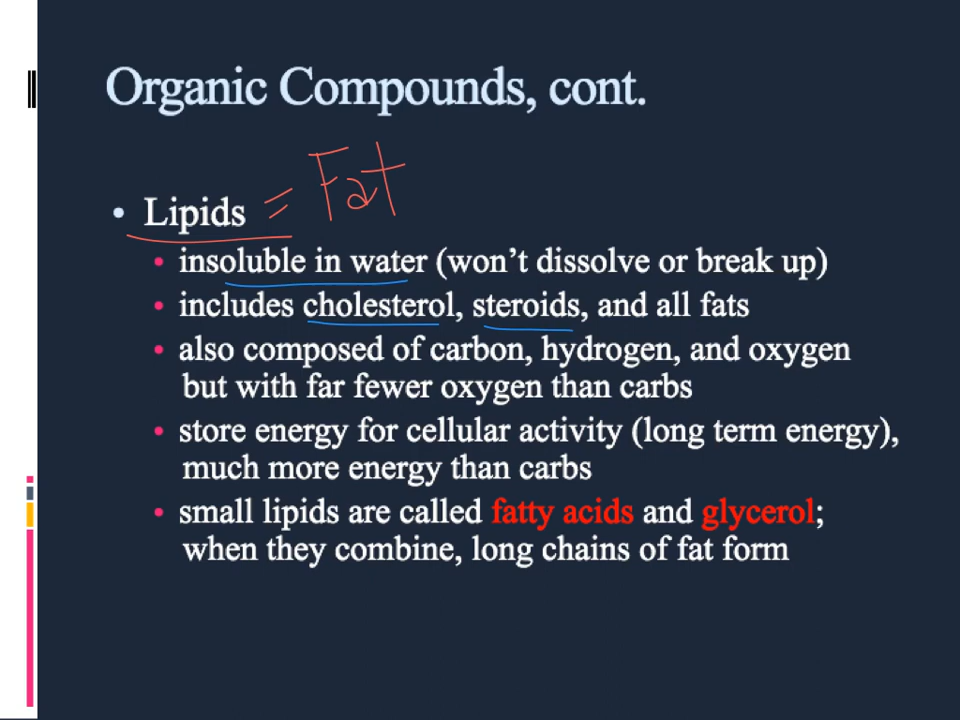 Organic Compounds, cont.
• Lipids = Fat
• insoluble in water (won't dissolve or break up)
• includes cholesterol, steroids, and all fats
• also composed of carbon, hydrogen, and oxygen
but with far fewer oxygen than carbs
• store energy for cellular activity (long term energy),
much more energy than carbs
• small lipids are called fatty acids and glycerol;
when they combine, long chains of fat form